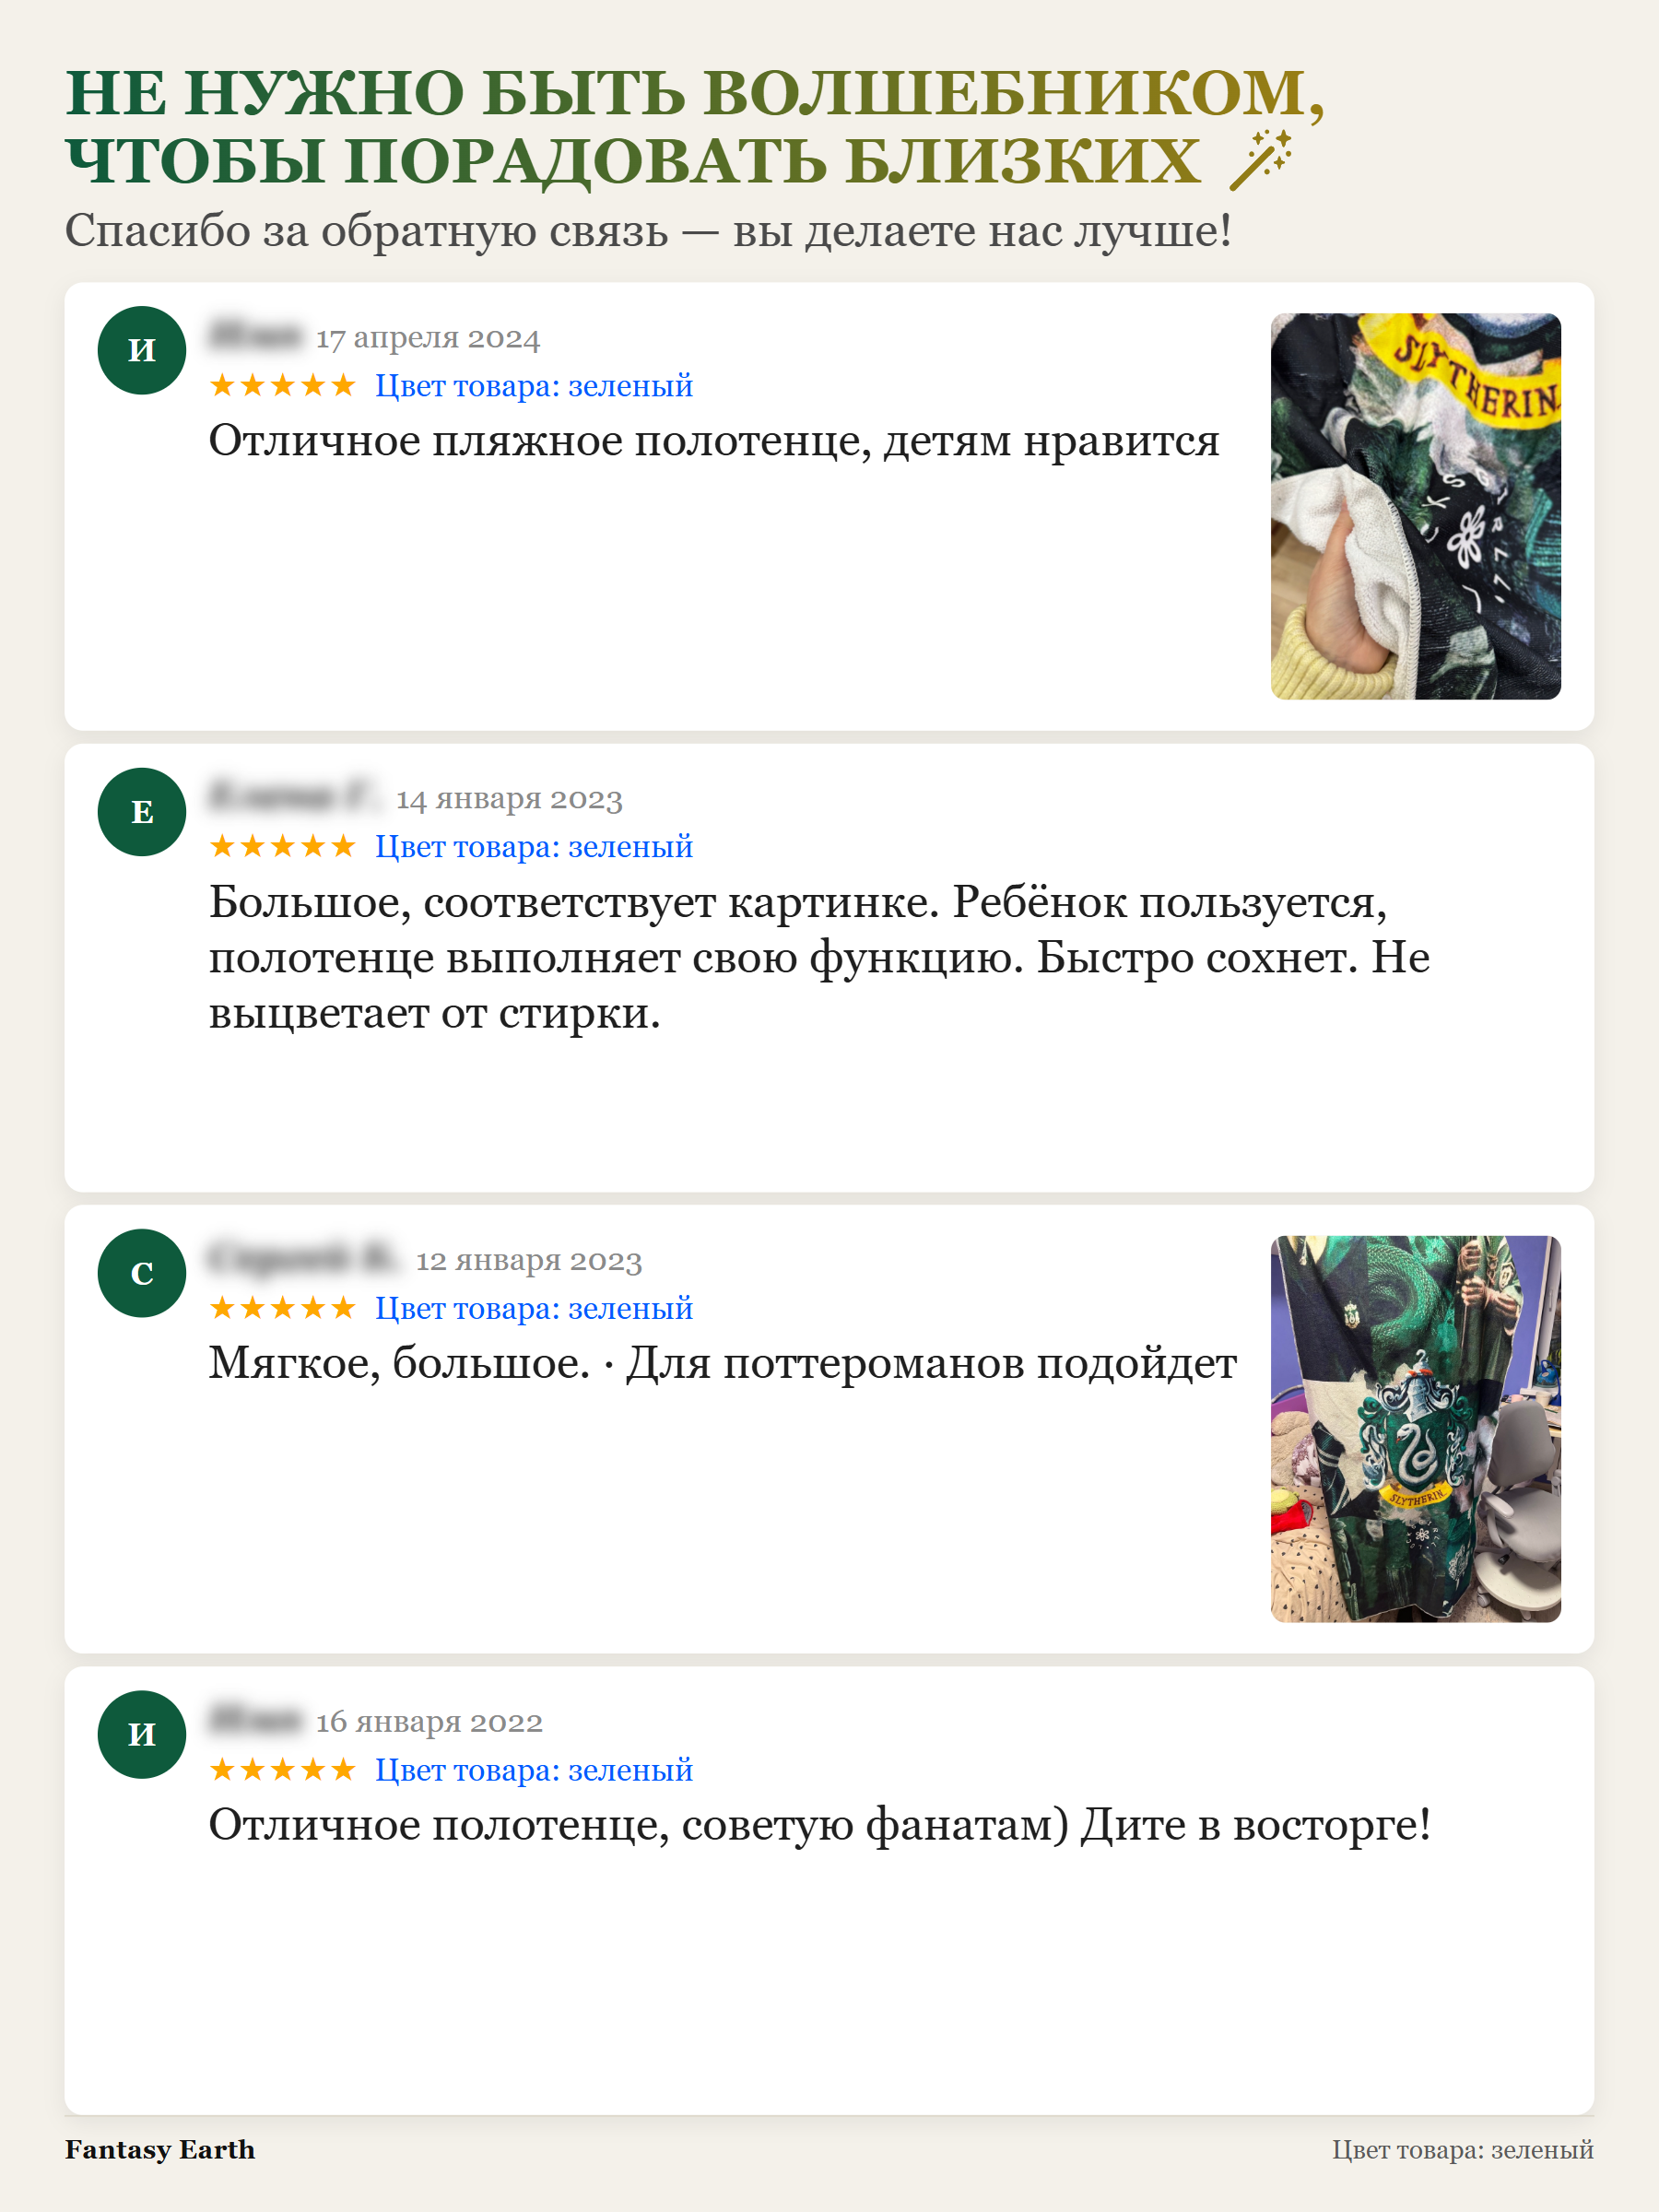 НЕ НУЖНО БЫТЬ ВОЛШЕБНИКОМ,
ЧТОБЫ ПОРАДОВАТЬ БЛИЗКИХ
Спасибо за обратную связь — вы делаете нас лучше!
И
17 апреля 2024
★★★★★ Цвет товара: зеленый
Отличное пляжное полотенце, детям нравится
SLYTHERIN
Е
14 января 2023
★★★★★ Цвет товара: зеленый
Большое, соответствует картинке. Ребёнок пользуется,
полотенце выполняет свою функцию. Быстро сохнет. Не
выцветает от стирки.
С
12 января 2023
★★★★★ Цвет товара: зеленый
Мягкое, большое. · Для поттероманов подойдет
SLYTHERIN
И
16 января 2022
★★★★★ Цвет товара: зеленый
Отличное полотенце, советую фанатам) Дите в восторге!
Fantasy Earth
Цвет товара: зеленый